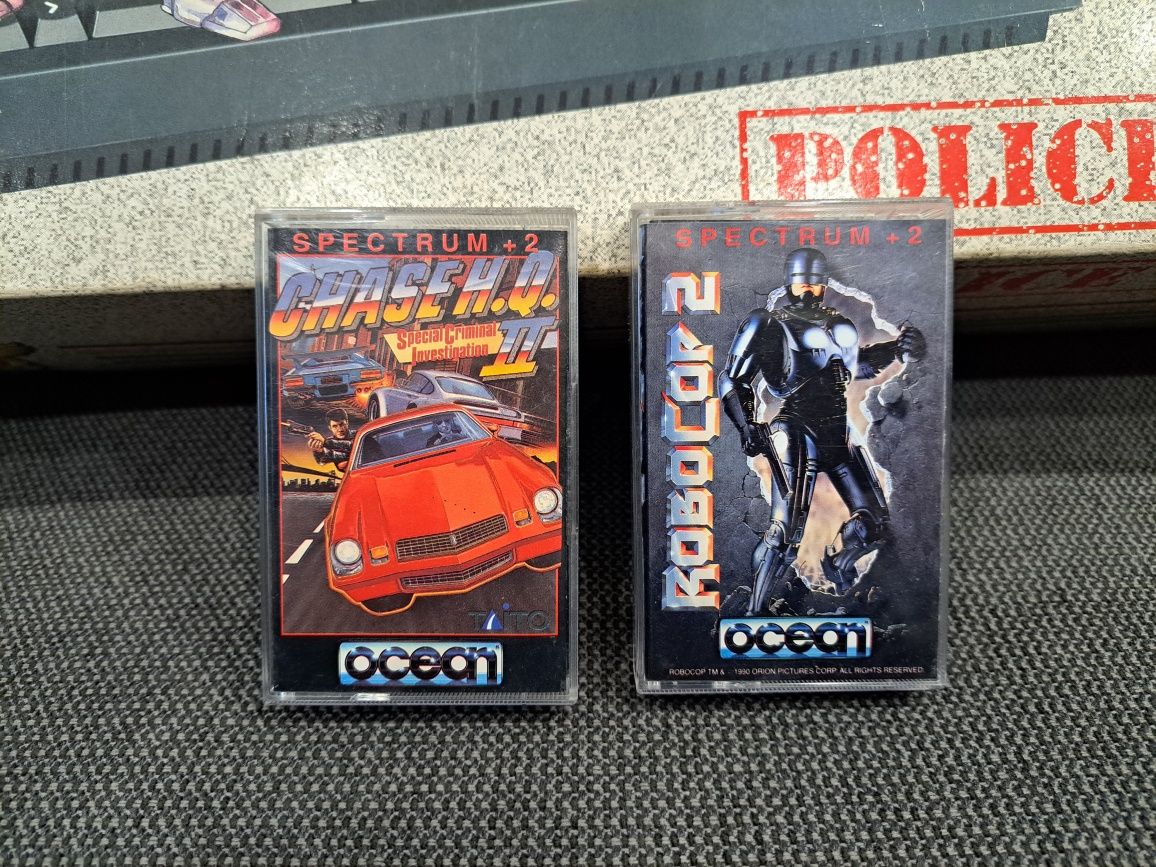 POLICE
SPECTRUM +2
CHASE H.Q.
II
Special Criminal
Investigation
TAITO
ocean
SPECTRUM +2
ROBOCOP 2
ocean
ROBOCOP TM & 1990 ORION PICTURES CORP. ALL RIGHTS RESERVED.